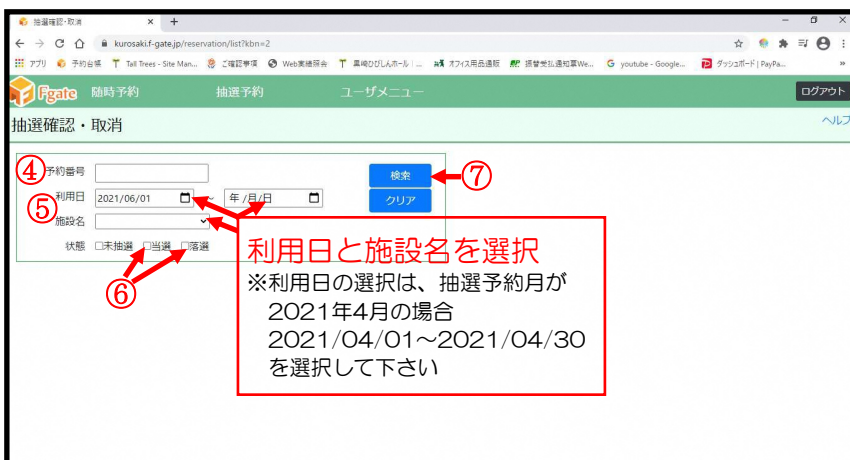 抽選確認・取消 × +
kurosaki.f-gate.jp/reservation/list?kbn=2
アプリ 予約台帳 Tall Trees - Site Man... ご確認事項 Web実績照会 黒崎ひびしんホール｜... オフィス用品通販 振替受払通知票We... youtube - Google... ダッシュボード | PayPa... »
Fgate 随時予約 抽選予約 ユーザメニュー ログアウト
抽選確認・取消 ヘルプ
④ 予約番号 検索 ⑦
⑤ 利用日 2021/06/01 ~ 年/月/日 クリア
施設名
状態 □未抽選 □当選 □落選
⑥
利用日と施設名を選択
※利用日の選択は、抽選予約月が
2021年4月の場合
2021/04/01～2021/04/30
を選択して下さい